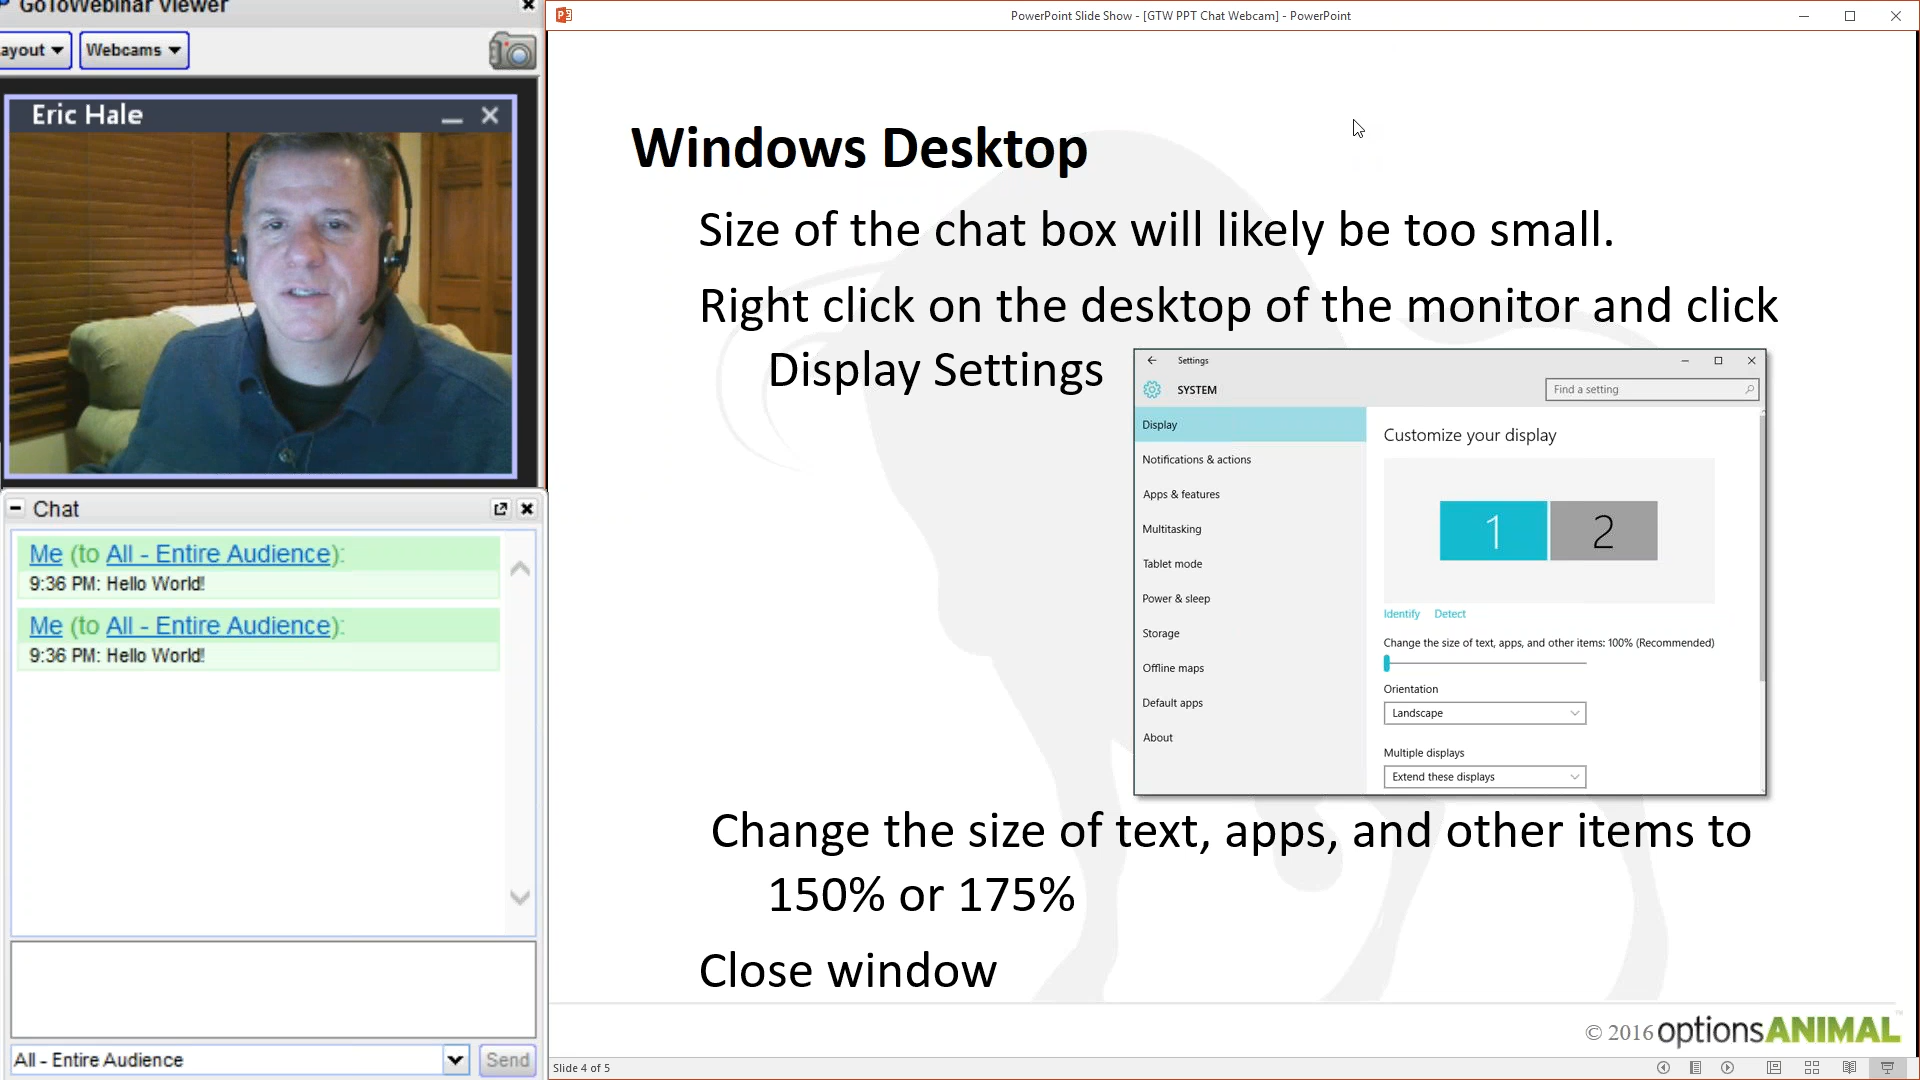 GoToWebinar Viewer
ayout
Webcams
Eric Hale
Chat
Me (to All - Entire Audience):
9:36 PM: Hello World!
Me (to All - Entire Audience):
9:36 PM: Hello World!
All - Entire Audience
Send
PowerPoint Slide Show - [GTW PPT Chat Webcam] - PowerPoint
Windows Desktop
Size of the chat box will likely be too small.
Right click on the desktop of the monitor and click
Display Settings
Settings
SYSTEM
Find a setting
Display
Notifications & actions
Apps & features
Multitasking
Tablet mode
Power & sleep
Storage
Offline maps
Default apps
About
Customize your display
1 2
Identify Detect
Change the size of text, apps, and other items: 100% (Recommended)
Orientation
Landscape
Multiple displays
Extend these displays
Change the size of text, apps, and other items to
150% or 175%
Close window
© 2016 optionsANIMAL
Slide 4 of 5